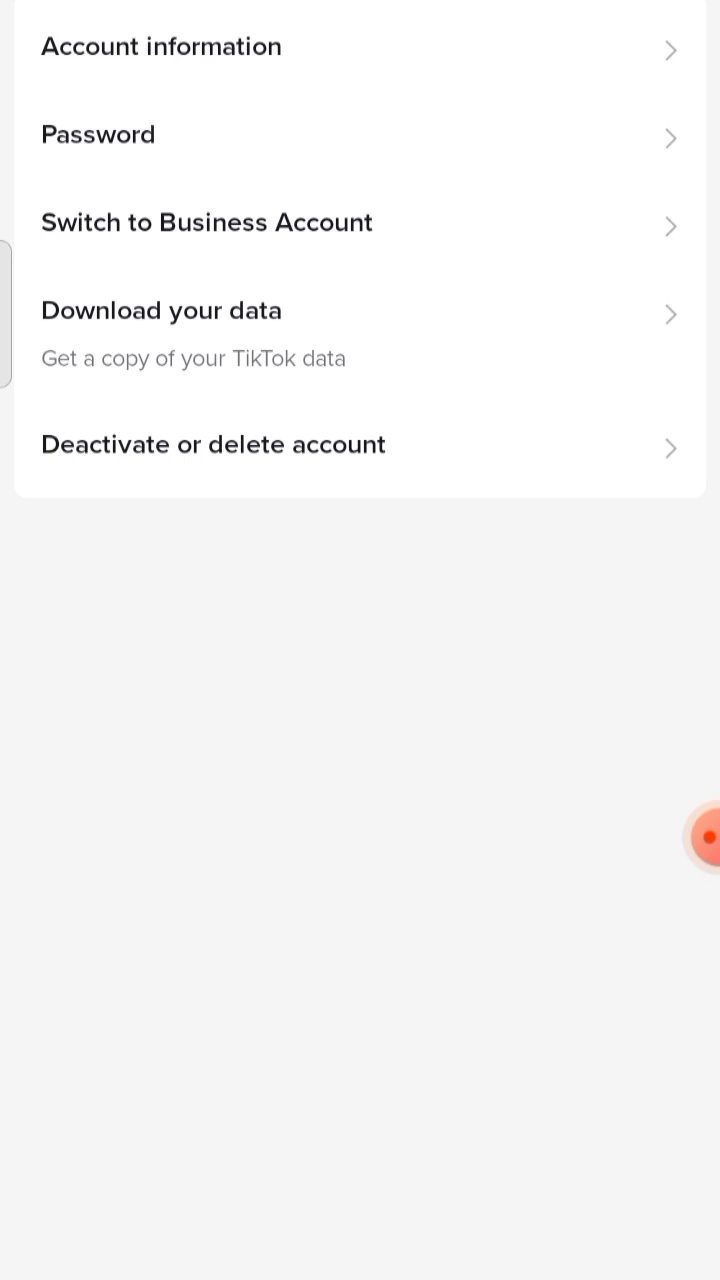 Account information
Password
Switch to Business Account
Download your data
Get a copy of your TikTok data
Deactivate or delete account